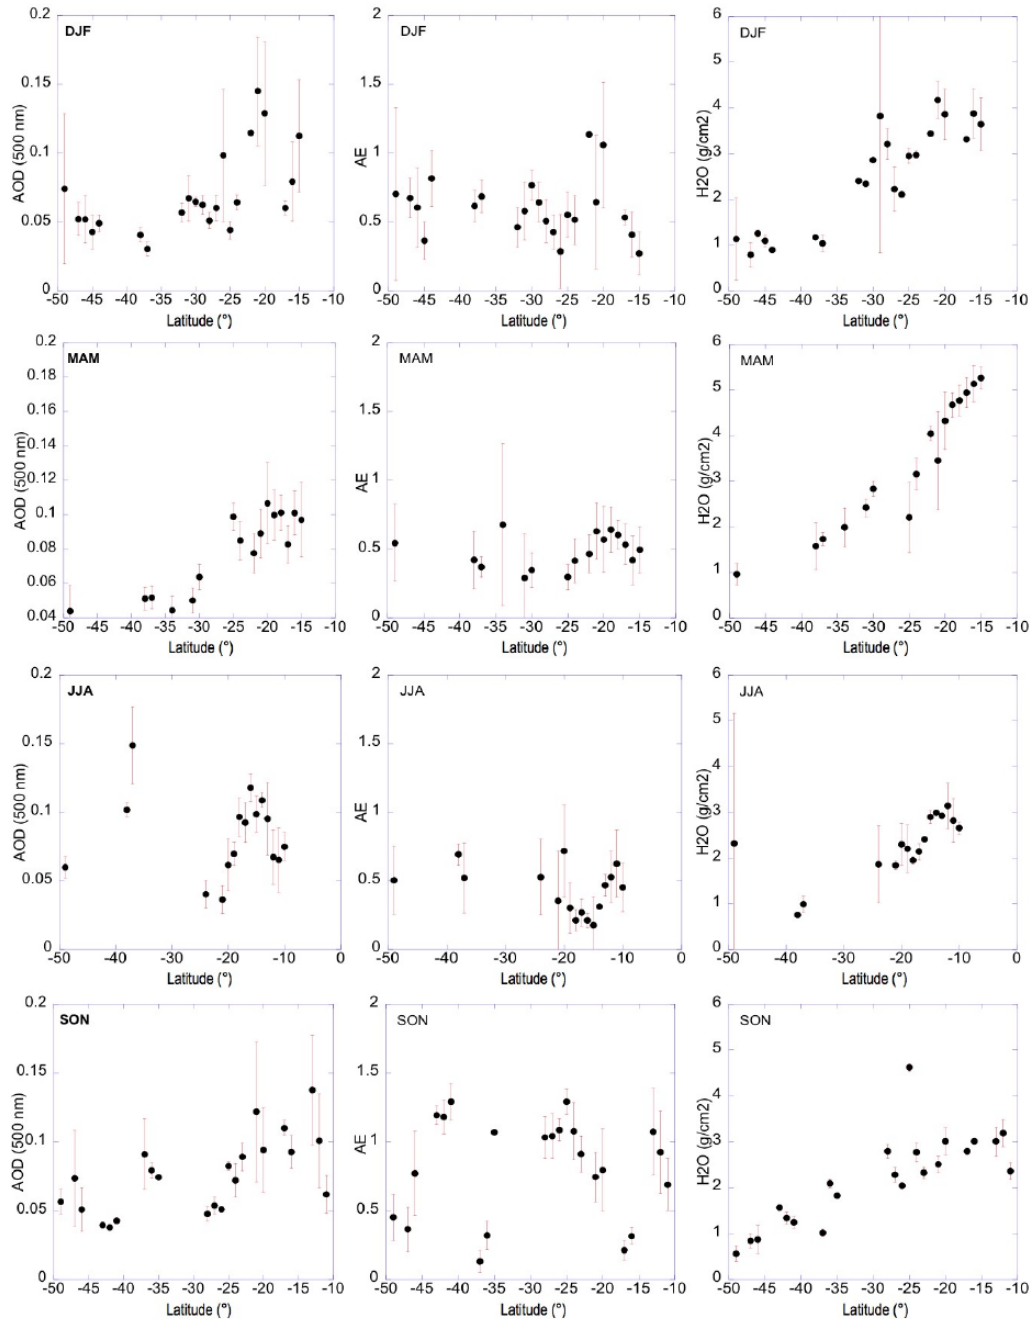 DJF
AOD (500 nm)
0.2
0.15
0.1
0.05
0
-50 -45 -40 -35 -30 -25 -20 -15 -10
Latitude (°)
DJF
AE
2
1.5
1
0.5
0
-50 -45 -40 -35 -30 -25 -20 -15 -10
Latitude (°)
DJF
H2O (g/cm2)
6
5
4
3
2
1
0
-50 -45 -40 -35 -30 -25 -20 -15 -10
Latitude (°)
MAM
AOD (500 nm)
0.2
0.18
0.16
0.14
0.12
0.1
0.08
0.06
0.04
-50 -45 -40 -35 -30 -25 -20 -15 -10
Latitude (°)
MAM
AE
2
1.5
1
0.5
0
-50 -45 -40 -35 -30 -25 -20 -15 -10
Latitude (°)
MAM
H2O (g/cm2)
6
5
4
3
2
1
0
-50 -45 -40 -35 -30 -25 -20 -15 -10
Latitude (°)
JJA
AOD (500 nm)
0.2
0.15
0.1
0.05
0
-50 -40 -30 -20 -10 0
Latitude (°)
JJA
AE
2
1.5
1
0.5
0
-50 -40 -30 -20 -10 0
Latitude (°)
JJA
H2O (g/cm2)
6
5
4
3
2
1
0
-50 -40 -30 -20 -10 0
Latitude (°)
SON
AOD (500 nm)
0.2
0.15
0.1
0.05
0
-50 -45 -40 -35 -30 -25 -20 -15 -10
Latitude (°)
SON
AE
2
1.5
1
0.5
0
-50 -45 -40 -35 -30 -25 -20 -15 -10
Latitude (°)
SON
H2O (g/cm2)
6
5
4
3
2
1
0
-50 -45 -40 -35 -30 -25 -20 -15 -10
Latitude (°)